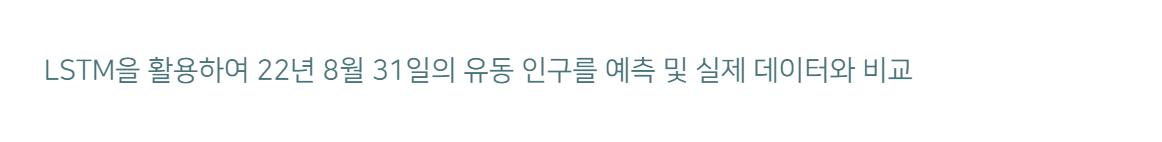 LSTM을 활용하여 22년 8월 31일의 유동 인구를 예측 및 실제 데이터와 비교